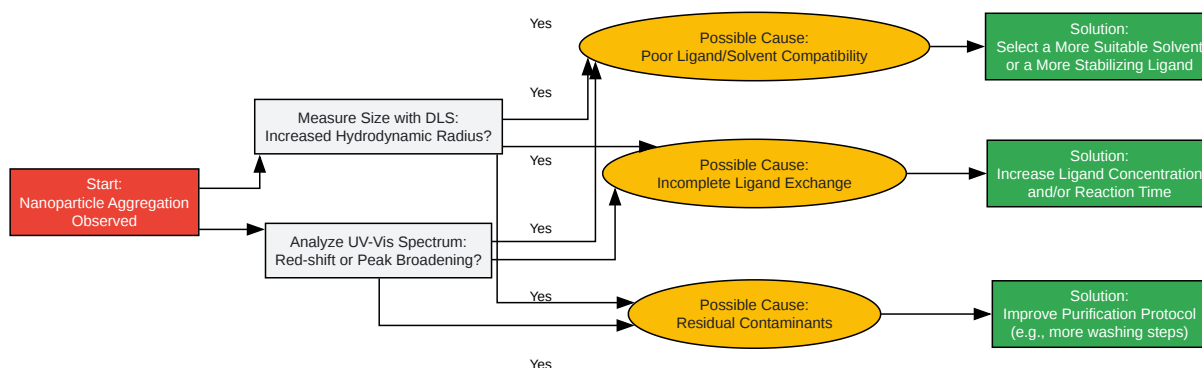 Yes
Possible Cause:
Poor Ligand/Solvent Compatibility
Solution:
Select a More Suitable Solvent
or a More Stabilizing Ligand
Yes
Measure Size with DLS:
Increased Hydrodynamic Radius?
Yes
Possible Cause:
Incomplete Ligand Exchange
Solution:
Increase Ligand Concentration
and/or Reaction Time
Start:
Nanoparticle Aggregation
Observed
Yes
Analyze UV-Vis Spectrum:
Red-shift or Peak Broadening?
Yes
Possible Cause:
Residual Contaminants
Solution:
Improve Purification Protocol
(e.g., more washing steps)
Yes